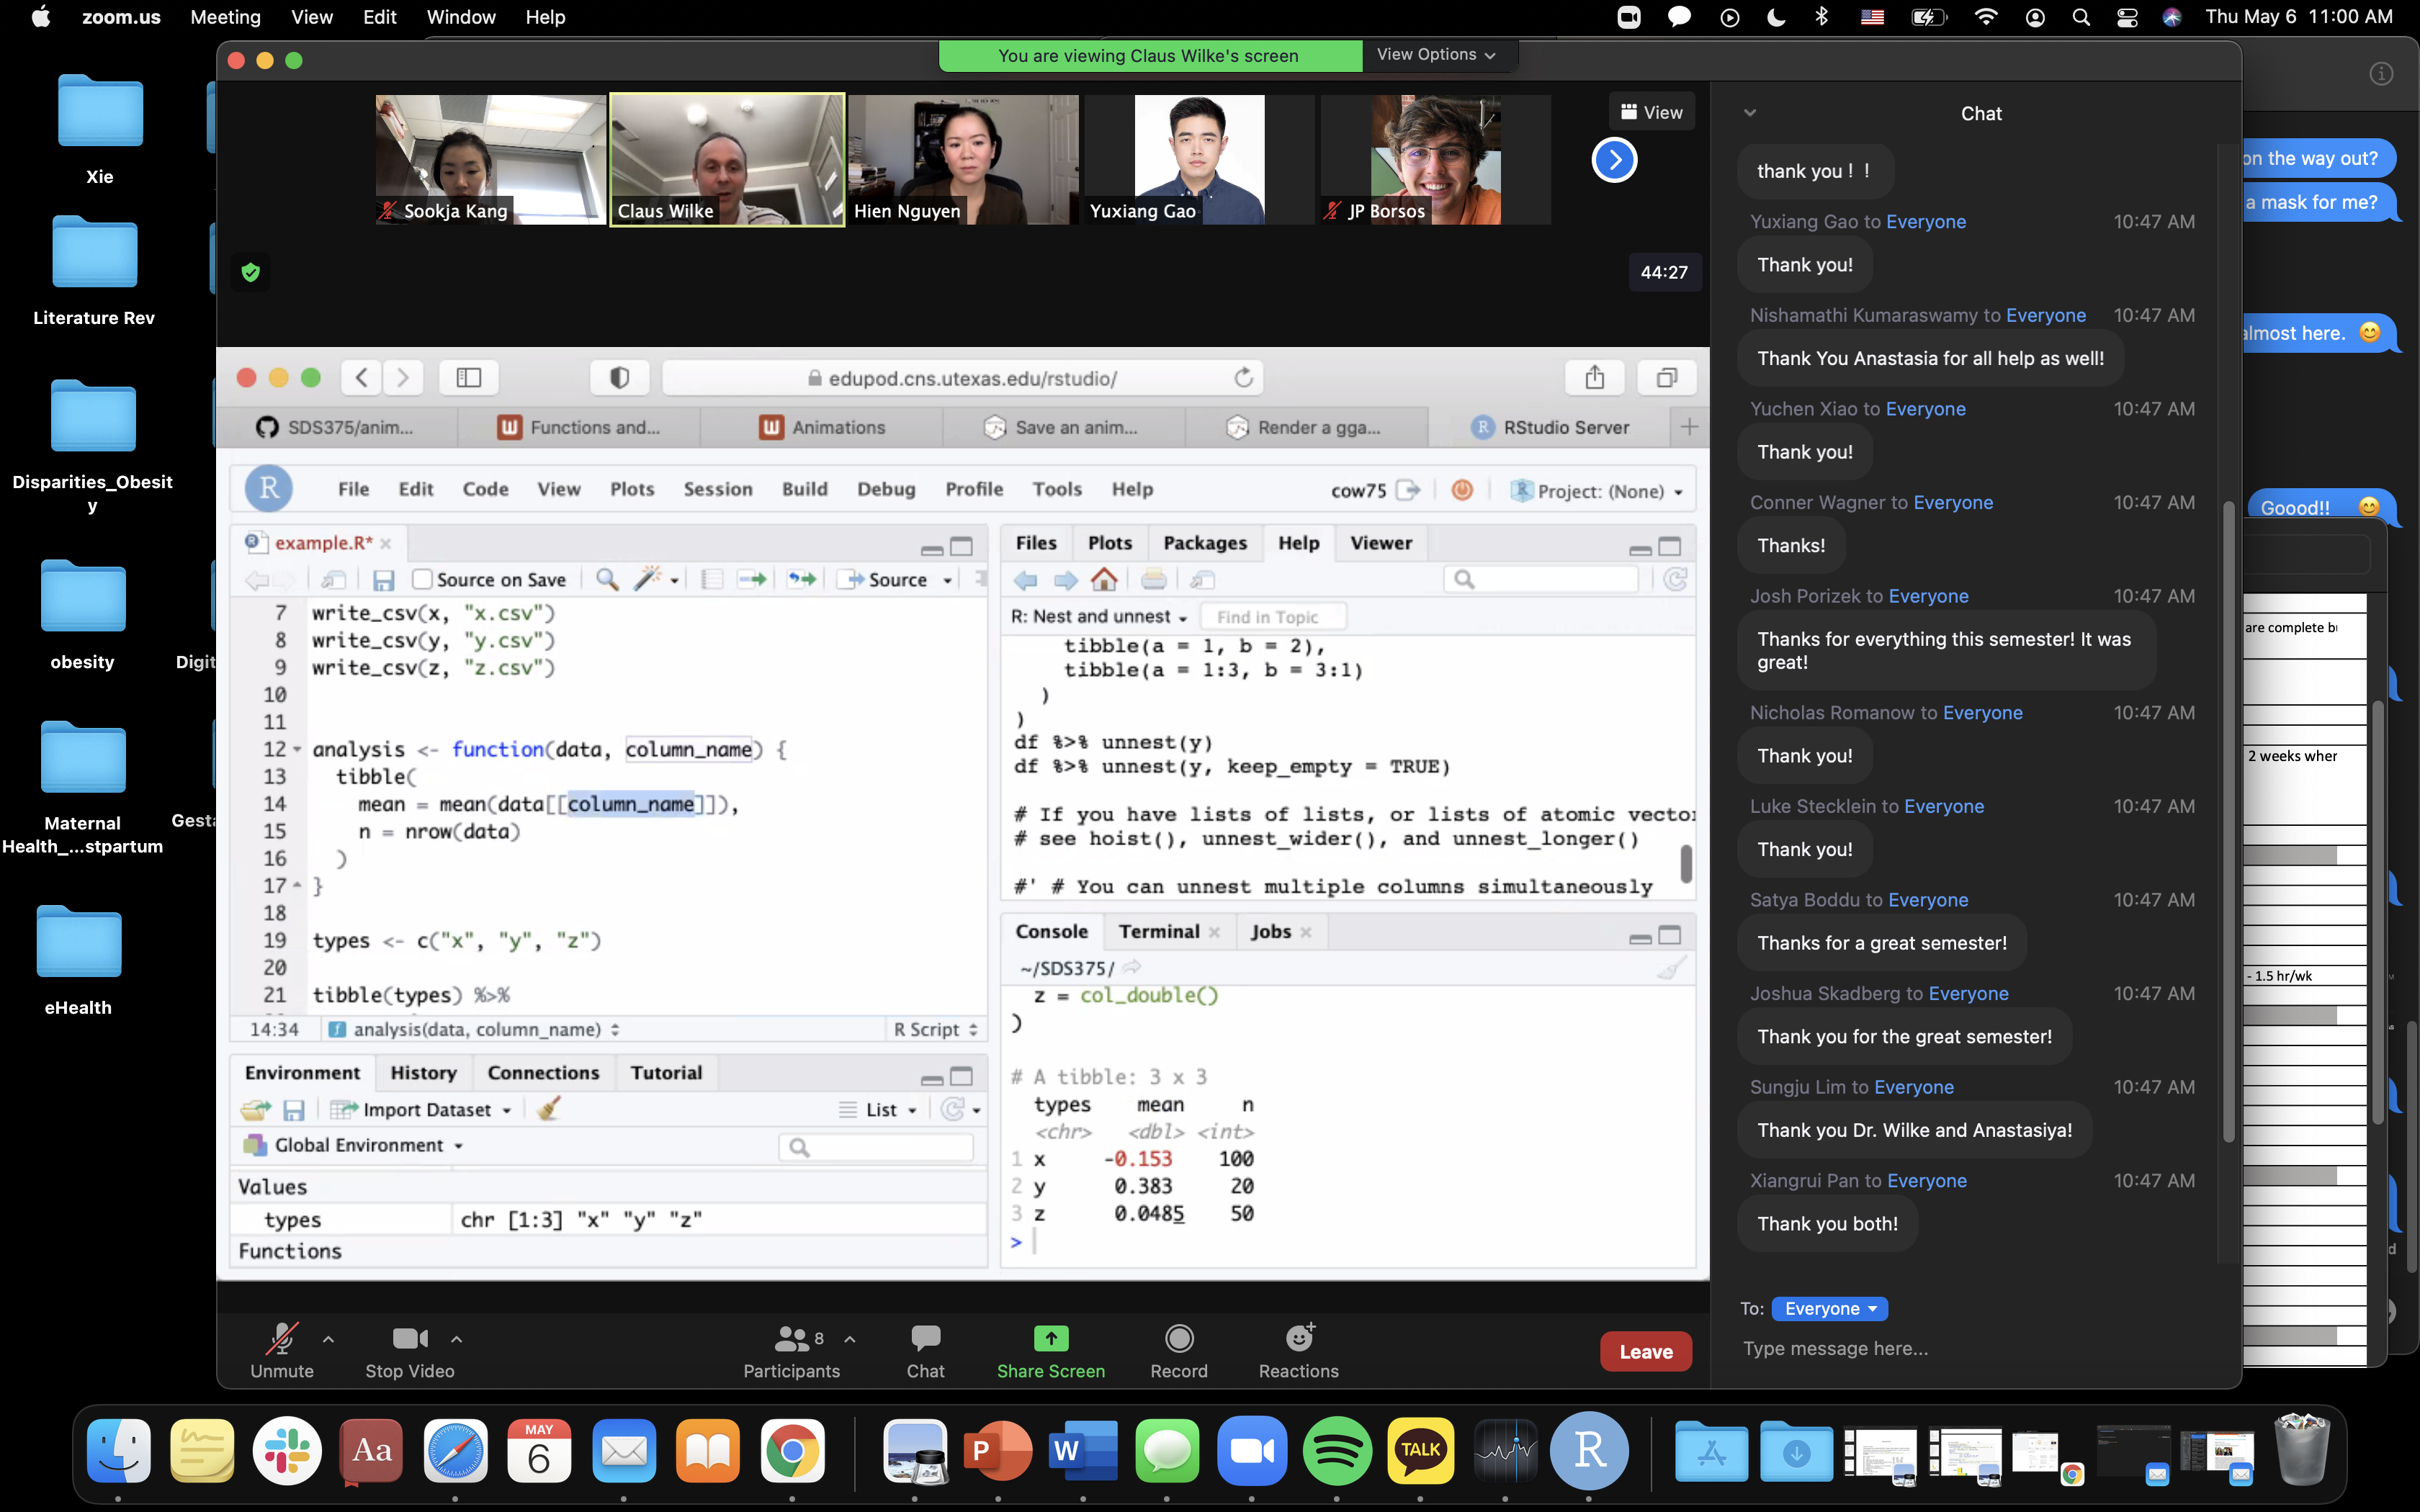 zoom.us Meeting View Edit Window Help
Thu May 6 11:00 AM
You are viewing Claus Wilke's screen View Options
Xie
Literature Rev
Disparities_Obesit
y
obesity
Digit
Maternal
Health_...stpartum
Gesta
eHealth
Sookja Kang
Claus Wilke
Hien Nguyen
Yuxiang Gao
JP Borsos
View
44:27
edupod.cns.utexas.edu/rstudio/
SDS375/anim...
Functions and...
Animations
Save an anim...
Render a gga...
RStudio Server
File Edit Code View Plots Session Build Debug Profile Tools Help
cow75
Project: (None)
example.R*
Source on Save
Source
7 write_csv(x, "x.csv")
8 write_csv(y, "y.csv")
9 write_csv(z, "z.csv")
10
11
12 analysis <- function(data, column_name) {
13 tibble(
14 mean = mean(data[[column_name]]),
15 n = nrow(data)
16 )
17 }
18
19 types <- c("x", "y", "z")
20
21 tibble(types) %>%
14:34 analysis(data, column_name) R Script
Environment History Connections Tutorial
Import Dataset List
Global Environment
Values
types chr [1:3] "x" "y" "z"
Functions
Files Plots Packages Help Viewer
R: Nest and unnest Find in Topic
tibble(a = 1, b = 2),
tibble(a = 1:3, b = 3:1)
)
)
df %>% unnest(y)
df %>% unnest(y, keep_empty = TRUE)
# If you have lists of lists, or lists of atomic vector
# see hoist(), unnest_wider(), and unnest_longer()
#' # You can unnest multiple columns simultaneously
Console Terminal Jobs
~/SDS375/
z = col_double()
)
# A tibble: 3 x 3
types mean n
<chr> <dbl> <int>
1 x -0.153 100
2 y 0.383 20
3 z 0.0485 50
>
Unmute
Stop Video
8
Participants
Chat
Share Screen
Record
Reactions
Leave
Chat
thank you！！
Yuxiang Gao to Everyone 10:47 AM
Thank you!
Nishamathi Kumaraswamy to Everyone 10:47 AM
Thank You Anastasia for all help as well!
Yuchen Xiao to Everyone 10:47 AM
Thank you!
Conner Wagner to Everyone 10:47 AM
Thanks!
Josh Porizek to Everyone 10:47 AM
Thanks for everything this semester! It was
great!
Nicholas Romanow to Everyone 10:47 AM
Thank you!
Luke Stecklein to Everyone 10:47 AM
Thank you!
Satya Boddu to Everyone 10:47 AM
Thanks for a great semester!
Joshua Skadberg to Everyone 10:47 AM
Thank you for the great semester!
Sungju Lim to Everyone 10:47 AM
Thank you Dr. Wilke and Anastasiya!
Xiangrui Pan to Everyone 10:47 AM
Thank you both!
To: Everyone
Type message here...
on the way out?
a mask for me?
almost here. 😊
Goood!! 😊
are complete b
2 weeks wher
- 1.5 hr/wk
Aa
MAY
6
P
W
TALK
R